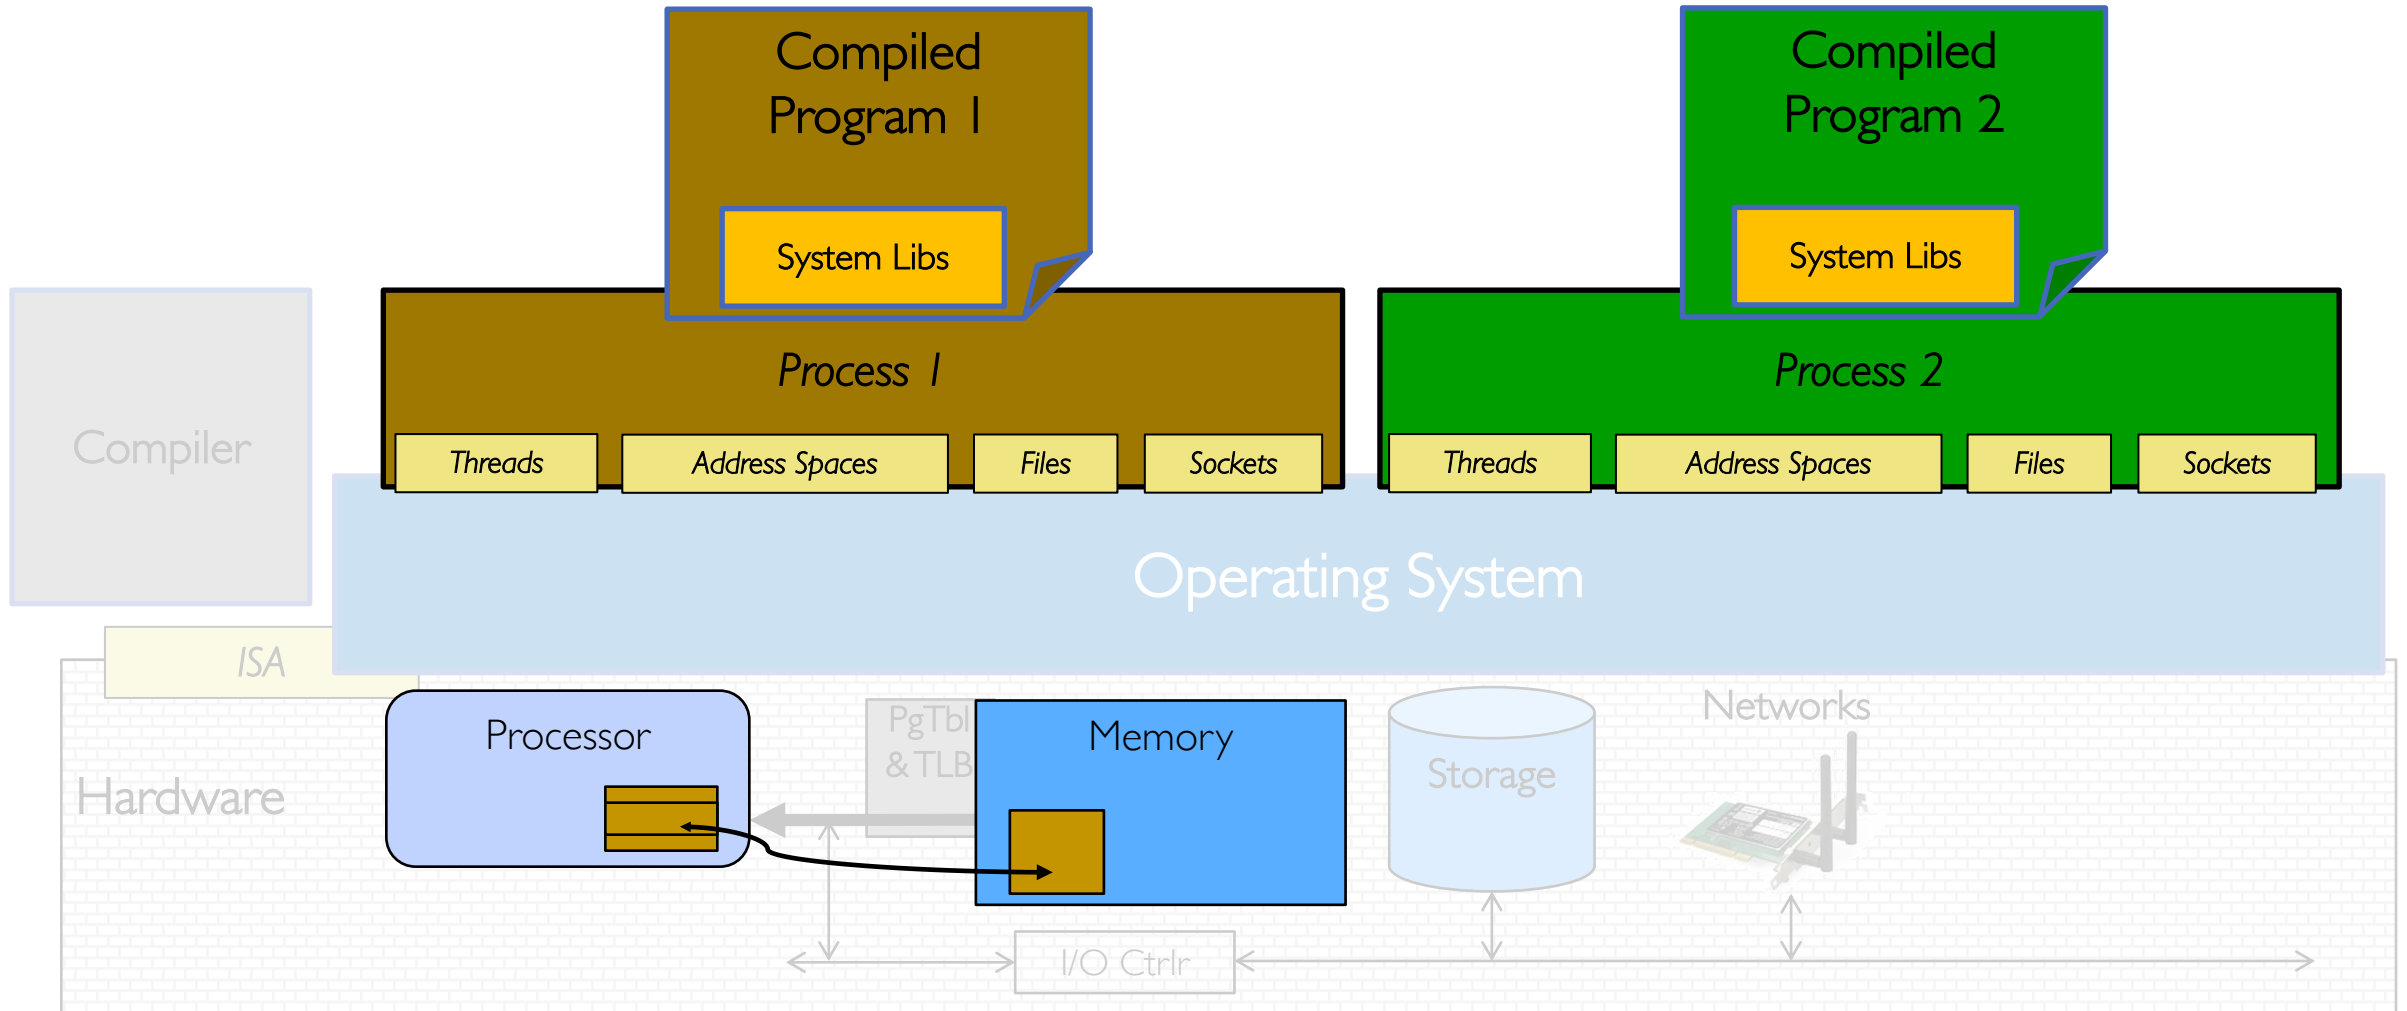 Compiled
Program 1
System Libs
Compiled
Program 2
System Libs
Process 1
Process 2
Compiler
Threads
Address Spaces
Files
Sockets
Threads
Address Spaces
Files
Sockets
Operating System
ISA
Hardware
Processor
PgTbl
& TLB
Memory
Storage
Networks
I/O Ctrlr